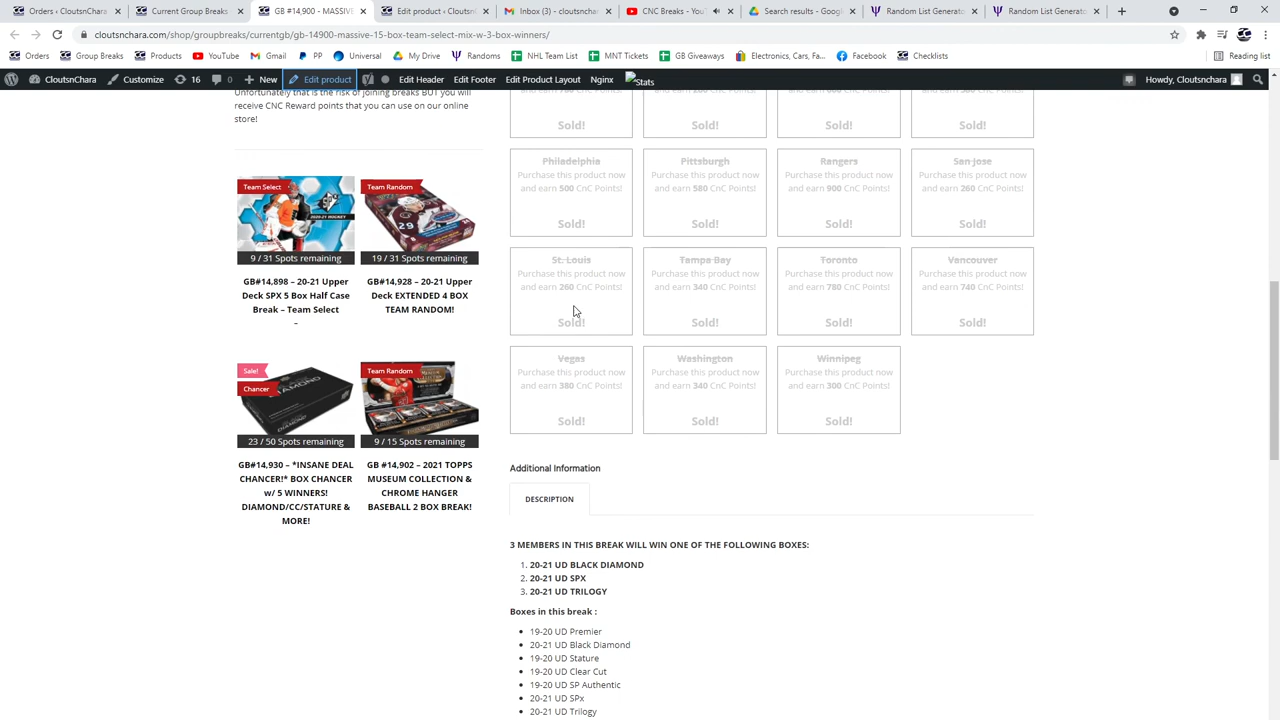 Orders ‹ CloutsnChara
Current Group Breaks
GB #14,900 - MASSIVE
Edit product ‹ Cloutsn
Inbox (3) - cloutsnchar
CNC Breaks - YouT
Search results - Googl
Random List Generato
Random List Generato
cloutsnchara.com/shop/groupbreaks/currentgb/gb-14900-massive-15-box-team-select-mix-w-3-box-winners/
Orders
Group Breaks
Products
YouTube
Gmail
PP
Universal
My Drive
Randoms
NHL Team List
MNT Tickets
GB Giveaways
Electronics, Cars, Fa...
Facebook
Checklists
Reading list
CloutsnChara
Customize
16
0
New
Edit product
Edit Header
Edit Footer
Edit Product Layout
Nginx
Stats
Howdy, Cloutsnchara
Unfortunately that is the risk of joining breaks BUT you will
receive CNC Reward points that you can use on our online
store!
Team Select
2020-21 HOCKEY
9 / 31 Spots remaining
GB#14,898 – 20-21 Upper
Deck SPX 5 Box Half Case
Break – Team Select
–
Team Random
29
19 / 31 Spots remaining
GB#14,928 – 20-21 Upper
Deck EXTENDED 4 BOX
TEAM RANDOM!
Sale!
Chancer
23 / 50 Spots remaining
GB#14,930 – *INSANE DEAL
CHANCER!* BOX CHANCER
w/ 5 WINNERS!
DIAMOND/CC/STATURE &
MORE!
Team Random
9 / 15 Spots remaining
GB #14,902 – 2021 TOPPS
MUSEUM COLLECTION &
CHROME HANGER
BASEBALL 2 BOX BREAK!
Sold!
Sold!
Sold!
Sold!
Philadelphia
Purchase this product now
and earn 500 CnC Points!
Sold!
Pittsburgh
Purchase this product now
and earn 580 CnC Points!
Sold!
Rangers
Purchase this product now
and earn 900 CnC Points!
Sold!
San jose
Purchase this product now
and earn 260 CnC Points!
Sold!
St. Louis
Purchase this product now
and earn 260 CnC Points!
Sold!
Tampa Bay
Purchase this product now
and earn 340 CnC Points!
Sold!
Toronto
Purchase this product now
and earn 780 CnC Points!
Sold!
Vancouver
Purchase this product now
and earn 740 CnC Points!
Sold!
Vegas
Purchase this product now
and earn 380 CnC Points!
Sold!
Washington
Purchase this product now
and earn 340 CnC Points!
Sold!
Winnipeg
Purchase this product now
and earn 300 CnC Points!
Sold!
Additional Information
DESCRIPTION
3 MEMBERS IN THIS BREAK WILL WIN ONE OF THE FOLLOWING BOXES:
1. 20-21 UD BLACK DIAMOND
2. 20-21 UD SPX
3. 20-21 UD TRILOGY
Boxes in this break :
19-20 UD Premier
20-21 UD Black Diamond
19-20 UD Stature
19-20 UD Clear Cut
19-20 UD SP Authentic
20-21 UD SPx
20-21 UD Trilogy